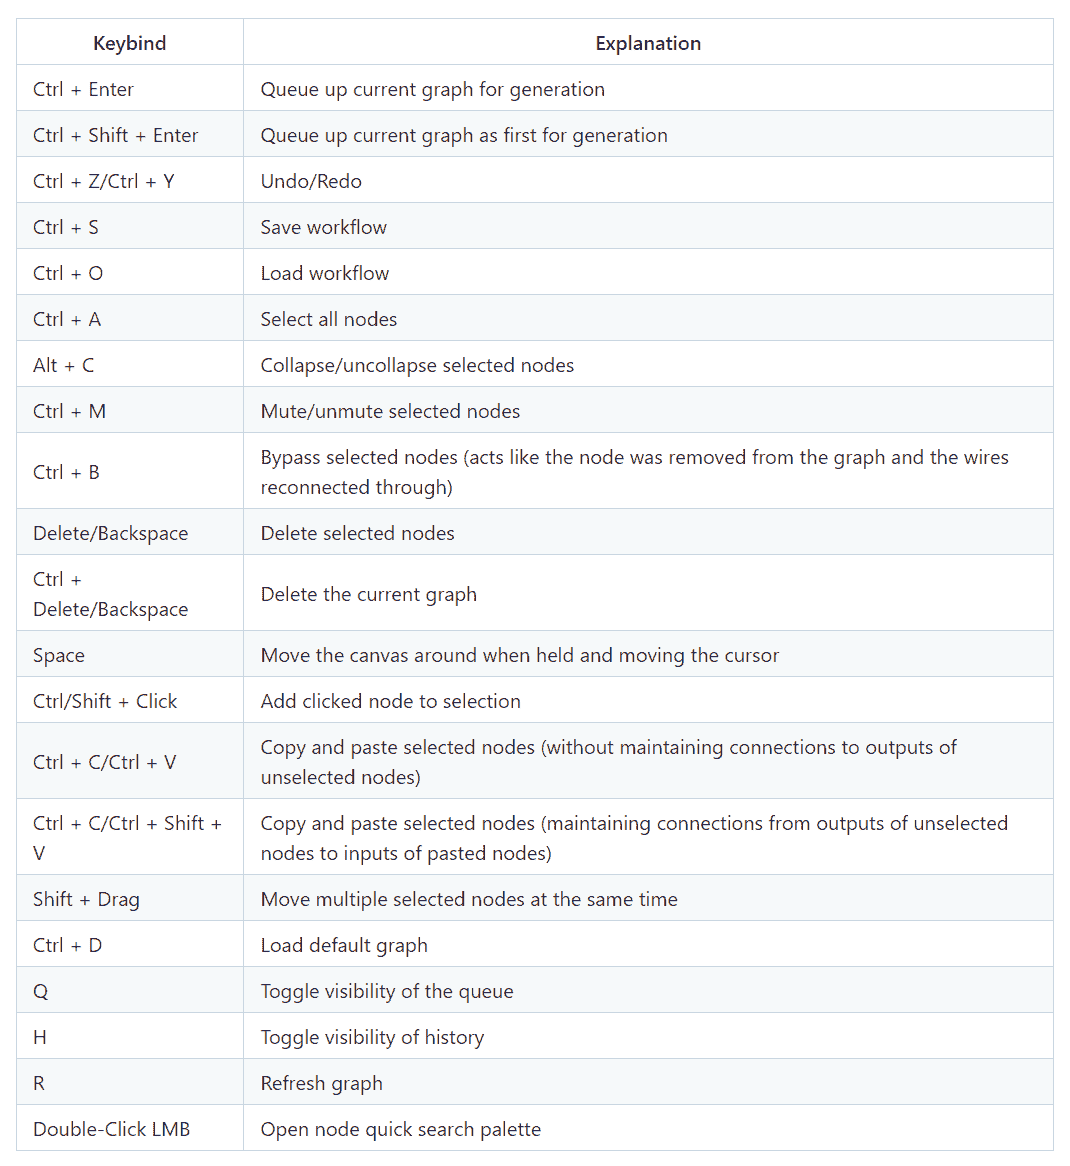 Keybind Explanation
Ctrl + Enter Queue up current graph for generation
Ctrl + Shift + Enter Queue up current graph as first for generation
Ctrl + Z/Ctrl + Y Undo/Redo
Ctrl + S Save workflow
Ctrl + O Load workflow
Ctrl + A Select all nodes
Alt + C Collapse/uncollapse selected nodes
Ctrl + M Mute/unmute selected nodes
Ctrl + B Bypass selected nodes (acts like the node was removed from the graph and the wires
reconnected through)
Delete/Backspace Delete selected nodes
Ctrl +
Delete/Backspace Delete the current graph
Space Move the canvas around when held and moving the cursor
Ctrl/Shift + Click Add clicked node to selection
Ctrl + C/Ctrl + V Copy and paste selected nodes (without maintaining connections to outputs of
unselected nodes)
Ctrl + C/Ctrl + Shift +
V Copy and paste selected nodes (maintaining connections from outputs of unselected
nodes to inputs of pasted nodes)
Shift + Drag Move multiple selected nodes at the same time
Ctrl + D Load default graph
Q Toggle visibility of the queue
H Toggle visibility of history
R Refresh graph
Double-Click LMB Open node quick search palette